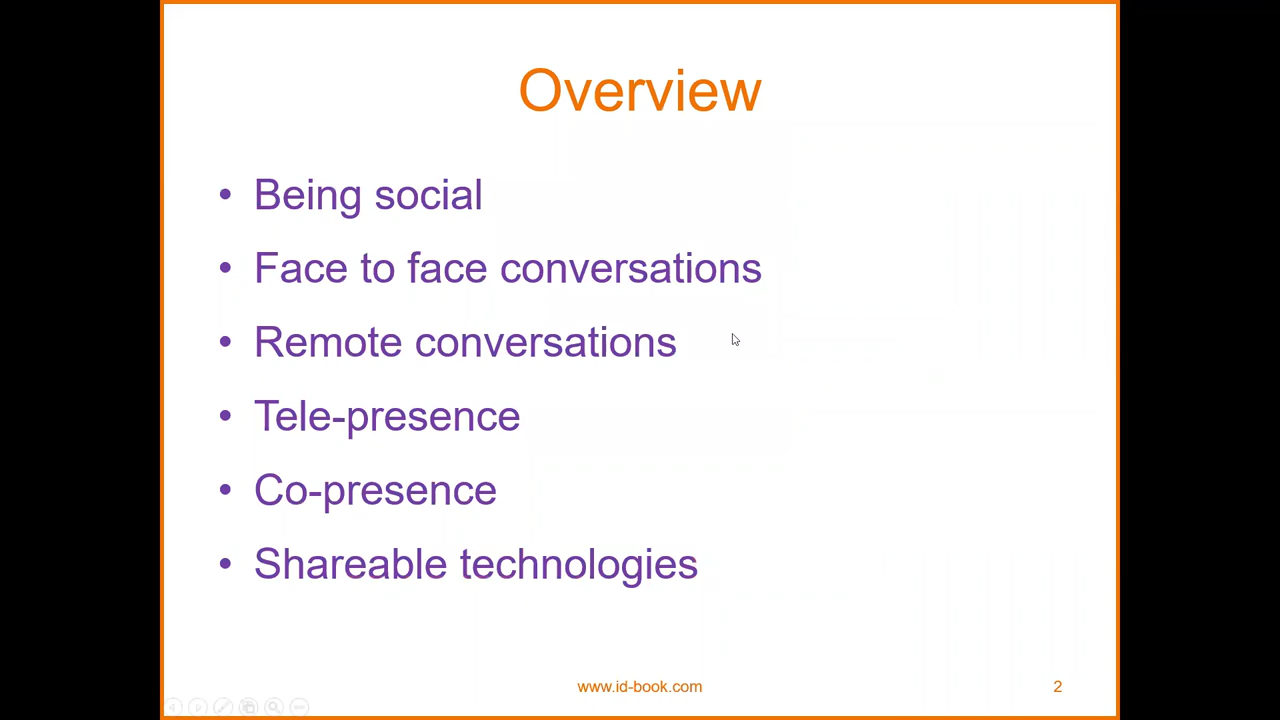 Overview
• Being social
• Face to face conversations
• Remote conversations
• Tele-presence
• Co-presence
• Shareable technologies
www.id-book.com
2